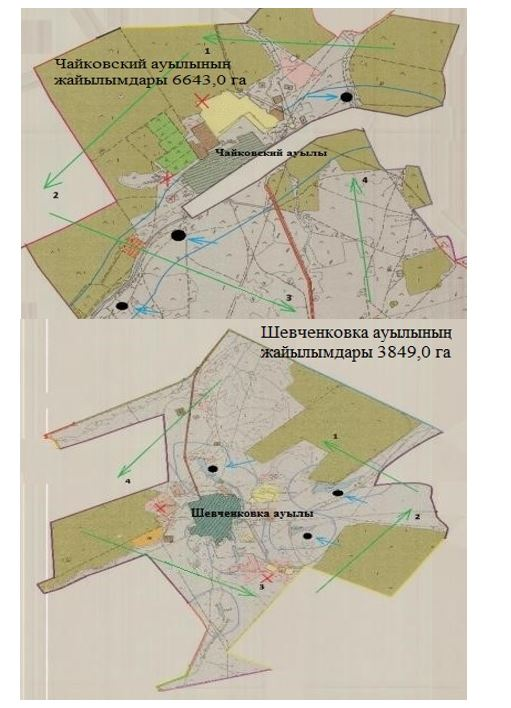 1
Чайковский ауылының
жайылымдары 6643,0 га
Чайковский ауылы
4
2
3
Шевченковка ауылының
жайылымдары 3849,0 га
1
4
Шевченковка ауылы
2
3